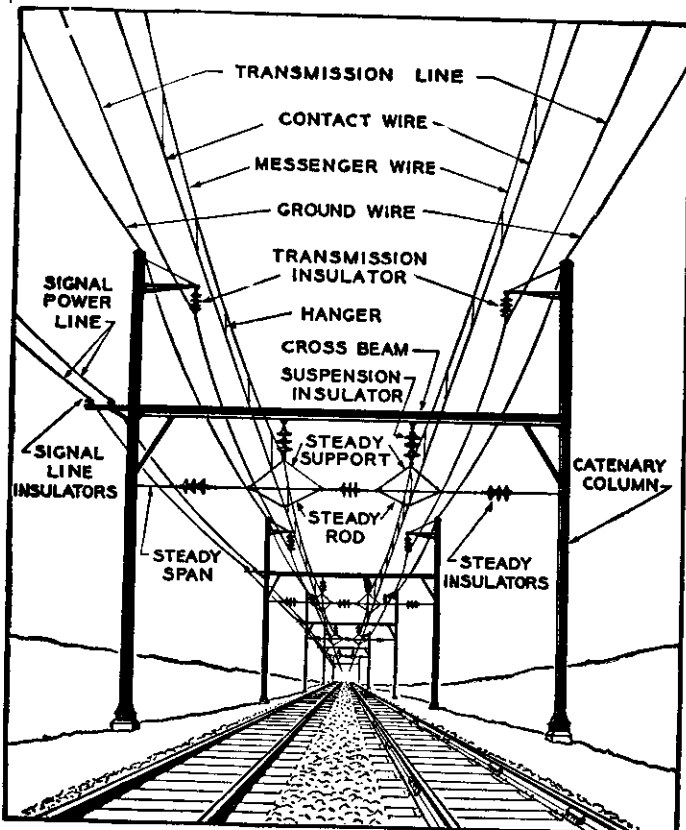 TRANSMISSION LINE
CONTACT WIRE
MESSENGER WIRE
GROUND WIRE
TRANSMISSION
INSULATOR
SIGNAL
POWER
LINE
HANGER
CROSS BEAM
SUSPENSION
INSULATOR
STEADY
SUPPORT
SIGNAL
LINE
INSULATORS
CATENARY
COLUMN
STEADY
ROD
STEADY
SPAN
STEADY
INSULATORS